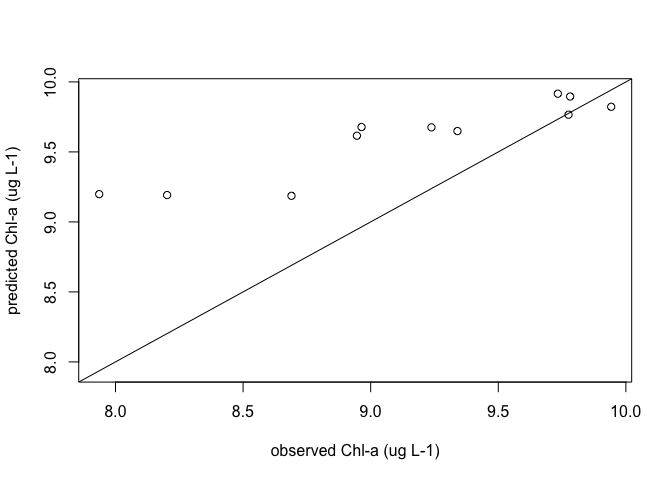 10.0
9.5
9.0
8.5
8.0
predicted Chl-a (ug L-1)
8.0 8.5 9.0 9.5 10.0
observed Chl-a (ug L-1)